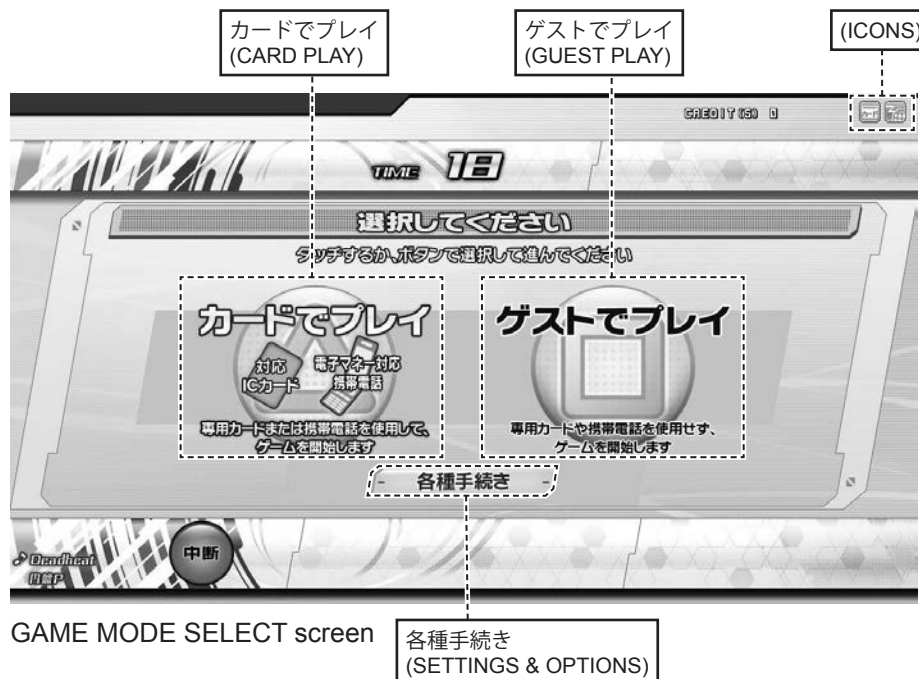 カードでプレイ
(CARD PLAY)
ゲストでプレイ
(GUEST PLAY)
(ICONS)
CREDIT(S) 0
TIME 18
選択してください
タッチするか、ボタンで選択して進んでください
カードでプレイ
対応
ICカード
電子マネー対応
携帯電話
専用カードまたは携帯電話を使用して、
ゲームを開始します
ゲストでプレイ
専用カードや携帯電話を使用せず、
ゲームを開始します
- 各種手続き -
♪ Deadheat
中断
GAME MODE SELECT screen
各種手続き
(SETTINGS & OPTIONS)